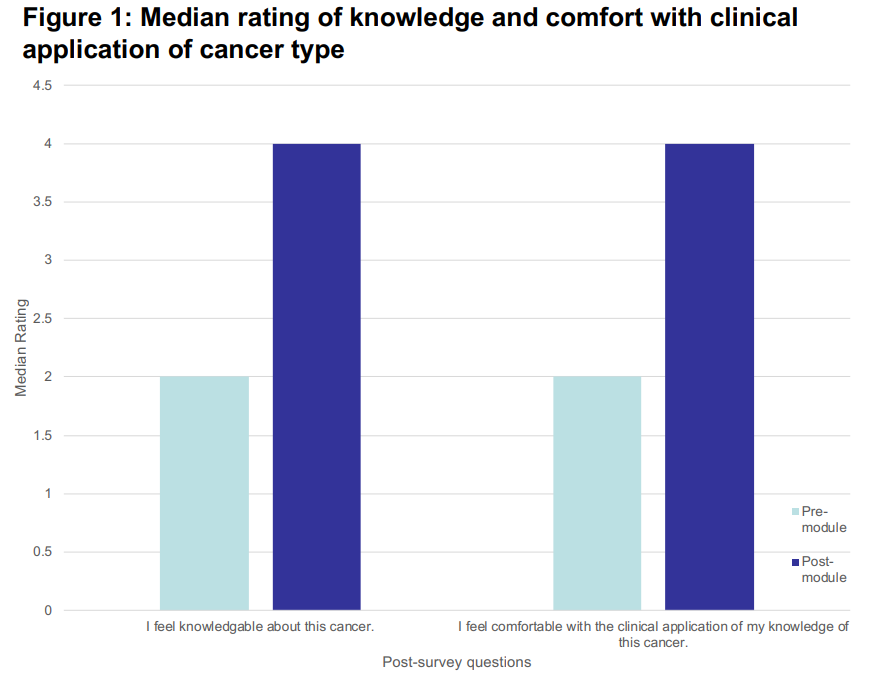 Figure 1: Median rating of knowledge and comfort with clinical
application of cancer type
4.5
4
3.5
3
2.5
2
1.5
1
0.5
0
Median Rating
Pre-
module
Post-
module
I feel knowledgable about this cancer.
I feel comfortable with the clinical application of my knowledge of
this cancer.
Post-survey questions